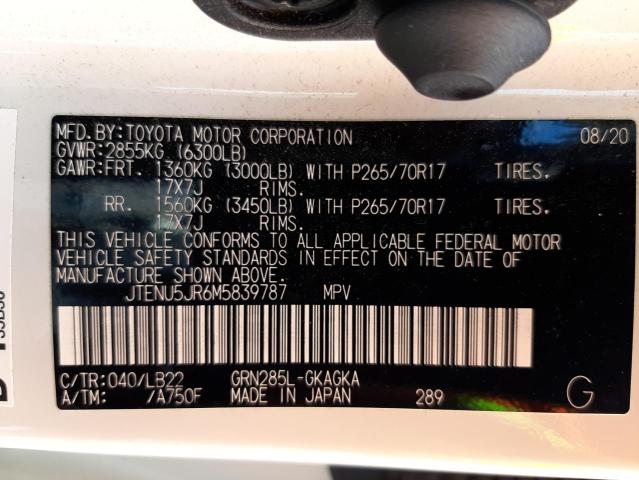 MFD.BY:TOYOTA MOTOR CORPORATION 08/20
GVWR:2855KG (6300LB)
GAWR:FRT. 1360KG (3000LB) WITH P265/70R17 TIRES.
17X7J RIMS.
RR. 1560KG (3450LB) WITH P265/70R17 TIRES.
17X7J RIMS.
THIS VEHICLE CONFORMS TO ALL APPLICABLE FEDERAL MOTOR
VEHICLE SAFETY STANDARDS IN EFFECT ON THE DATE OF
MANUFACTURE SHOWN ABOVE.
JTENU5JR6M5839787 MPV
C/TR:040/LB22 GRN285L-GKAGKA
A/TM: /A750F MADE IN JAPAN 289 G